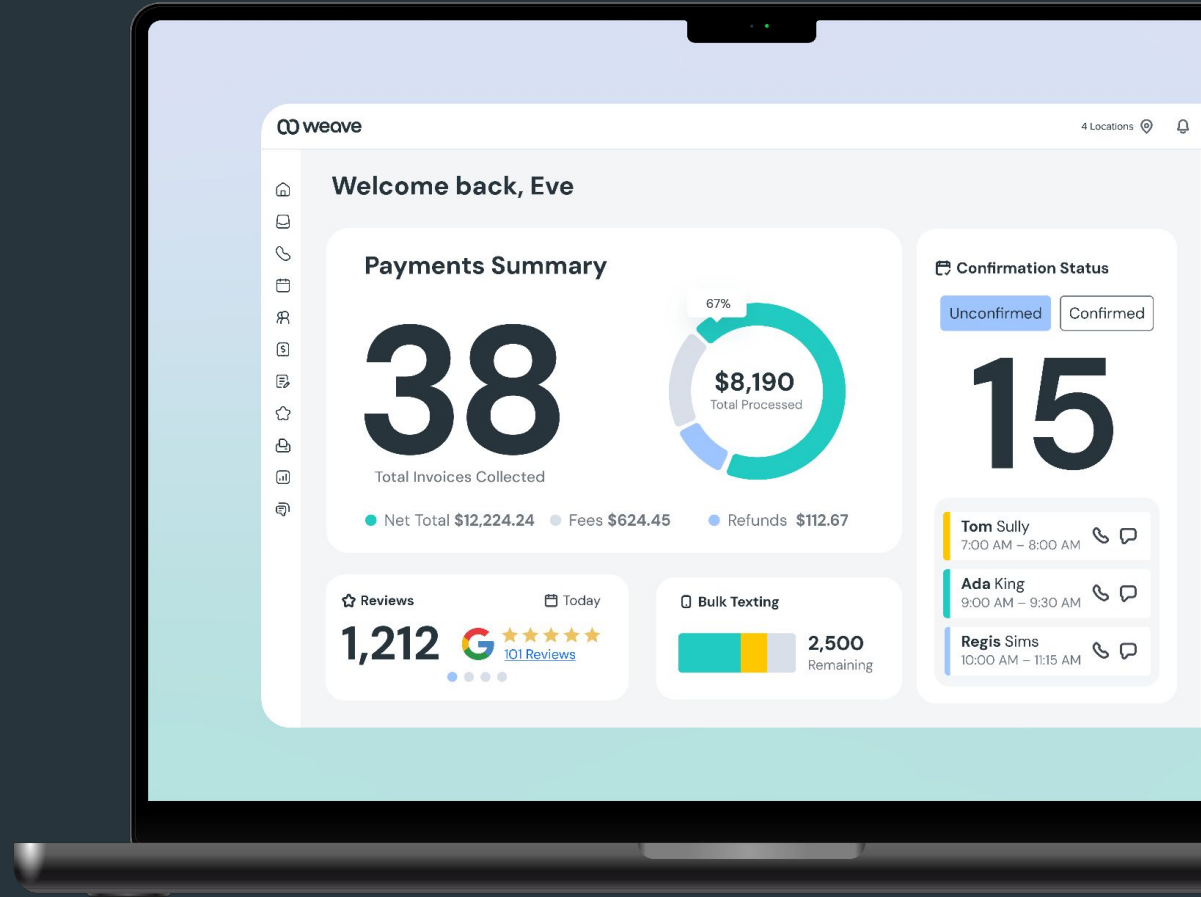 weave
4 Locations
Welcome back, Eve
Payments Summary
38
Total Invoices Collected
67%
$8,190
Total Processed
Net Total $12,224.24 Fees $624.45 Refunds $112.67
Confirmation Status
Unconfirmed Confirmed
15
Tom Sully
7:00 AM – 8:00 AM
Ada King
9:00 AM – 9:30 AM
Regis Sims
10:00 AM – 11:15 AM
Reviews Today
1,212
101 Reviews
Bulk Texting
2,500
Remaining